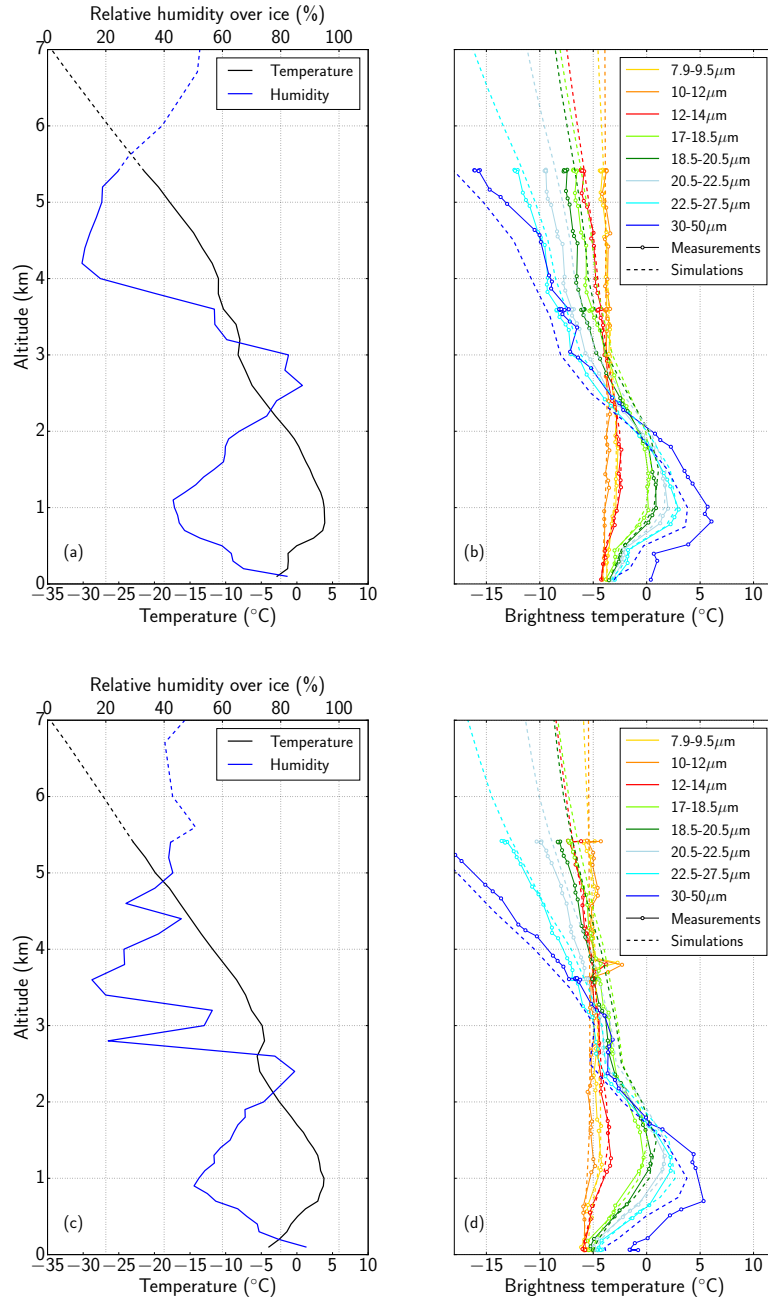 Relative humidity over ice (%)
0 20 40 60 80 100
7
6
5
4
3
2
1
0
Altitude (km)
Temperature
Humidity
(a)
−35 −30 −25 −20 −15 −10 −5 0 5 10
Temperature (°C)
7.9-9.5μm
10-12μm
12-14μm
17-18.5μm
18.5-20.5μm
20.5-22.5μm
22.5-27.5μm
30-50μm
Measurements
Simulations
(b)
−15 −10 −5 0 5 10
Brightness temperature (°C)
Relative humidity over ice (%)
0 20 40 60 80 100
7
6
5
4
3
2
1
0
Altitude (km)
Temperature
Humidity
(c)
−35 −30 −25 −20 −15 −10 −5 0 5 10
Temperature (°C)
7.9-9.5μm
10-12μm
12-14μm
17-18.5μm
18.5-20.5μm
20.5-22.5μm
22.5-27.5μm
30-50μm
Measurements
Simulations
(d)
−15 −10 −5 0 5 10
Brightness temperature (°C)